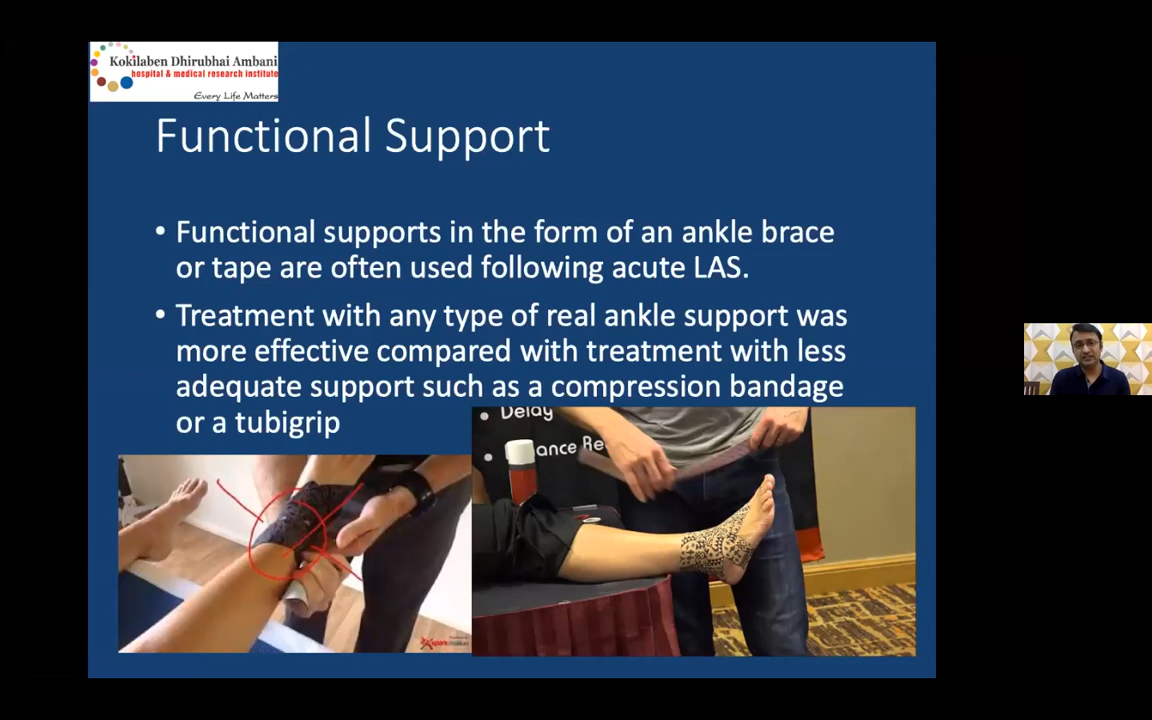 Kokilaben Dhirubhai Ambani
hospital & medical research institute
Every Life Matters
Functional Support
• Functional supports in the form of an ankle brace
or tape are often used following acute LAS.
• Treatment with any type of real ankle support was
more effective compared with treatment with less
adequate support such as a compression bandage
or a tubigrip
• Delay
• ance Re